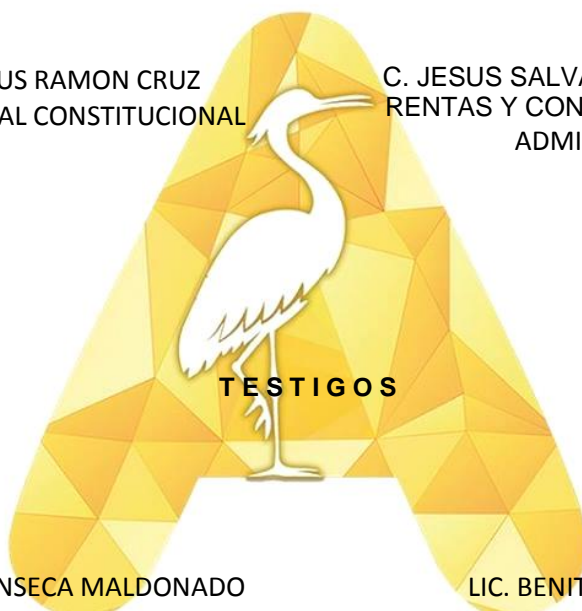 US RAMON CRUZ
AL CONSTITUCIONAL
C. JESUS SALVA
RENTAS Y CON
ADMI
TESTIGOS
NSECA MALDONADO
LIC. BENIT